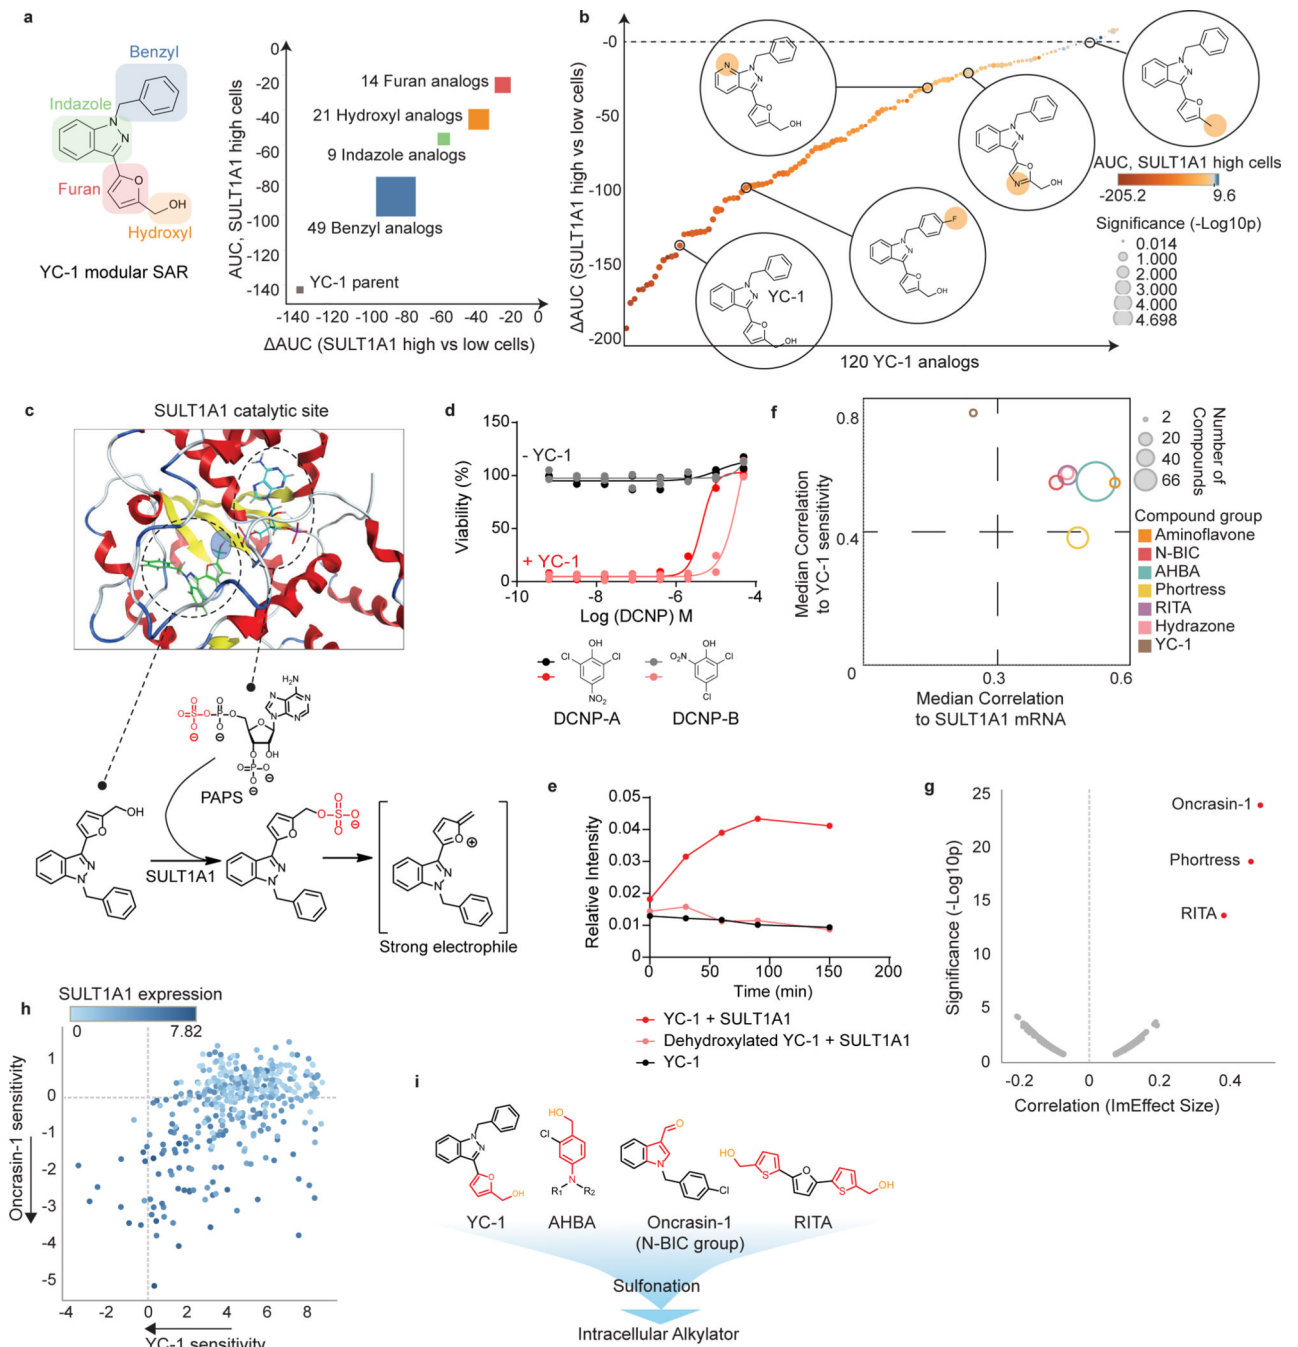 a
Benzyl
Indazole
N
N
Furan
O
OH
Hydroxyl
YC-1 modular SAR
AUC, SULT1A1 high cells
0
-20
-40
-60
-80
-100
-120
-140
14 Furan analogs
21 Hydroxyl analogs
9 Indazole analogs
49 Benzyl analogs
YC-1 parent
-140 -120 -100 -80 -60 -40 -20 0
ΔAUC (SULT1A1 high vs low cells)
b
ΔAUC (SULT1A1 high vs low cells)
-0
-50
-100
-150
-200
YC-1
120 YC-1 analogs
AUC, SULT1A1 high cells
-205.2 9.6
Significance (-Log10p)
0.014
1.000
2.000
3.000
4.000
4.698
c
SULT1A1 catalytic site
PAPS
SULT1A1
Strong electrophile
d
Viability (%)
150
100
50
0
- YC-1
+ YC-1
-10 -8 -6 -4
Log (DCNP) M
DCNP-A DCNP-B
e
Relative Intensity
0.05
0.04
0.03
0.02
0.01
0
0 50 100 150 200
Time (min)
YC-1 + SULT1A1
Dehydroxylated YC-1 + SULT1A1
YC-1
f
Median Correlation
to YC-1 sensitivity
0.8
0.4
0
0.3 0.6
Median Correlation
to SULT1A1 mRNA
Number of
Compounds
2
20
40
66
Compound group
Aminoflavone
N-BIC
AHBA
Phortress
RITA
Hydrazone
YC-1
g
Significance (-Log10p)
25
20
15
10
5
0
Oncrasin-1
Phortress
RITA
-0.2 0 0.2 0.4
Correlation (ImEffect Size)
h
SULT1A1 expression
0 7.82
Oncrasin-1 sensitivity
1
0
-1
-2
-3
-4
-5
-4 -2 0 2 4 6 8
YC-1 sensitivity
i
YC-1 AHBA Oncrasin-1 RITA
(N-BIC group)
Sulfonation
Intracellular Alkylator